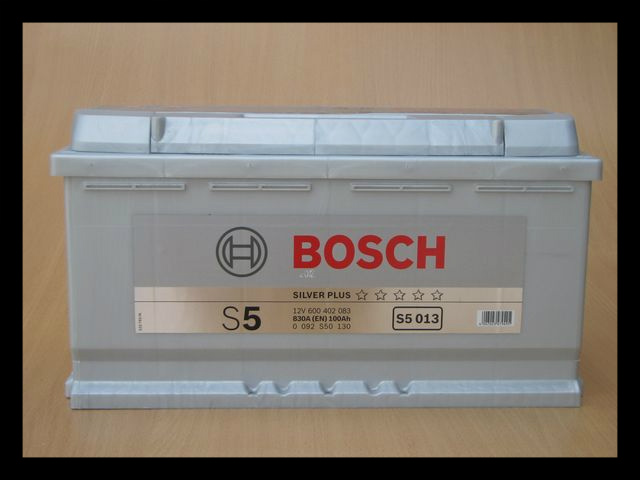 BOSCH
SILVER PLUS
S5
12V 600 402 083
830A (EN) 100Ah
0 092 S50 130
S5 013